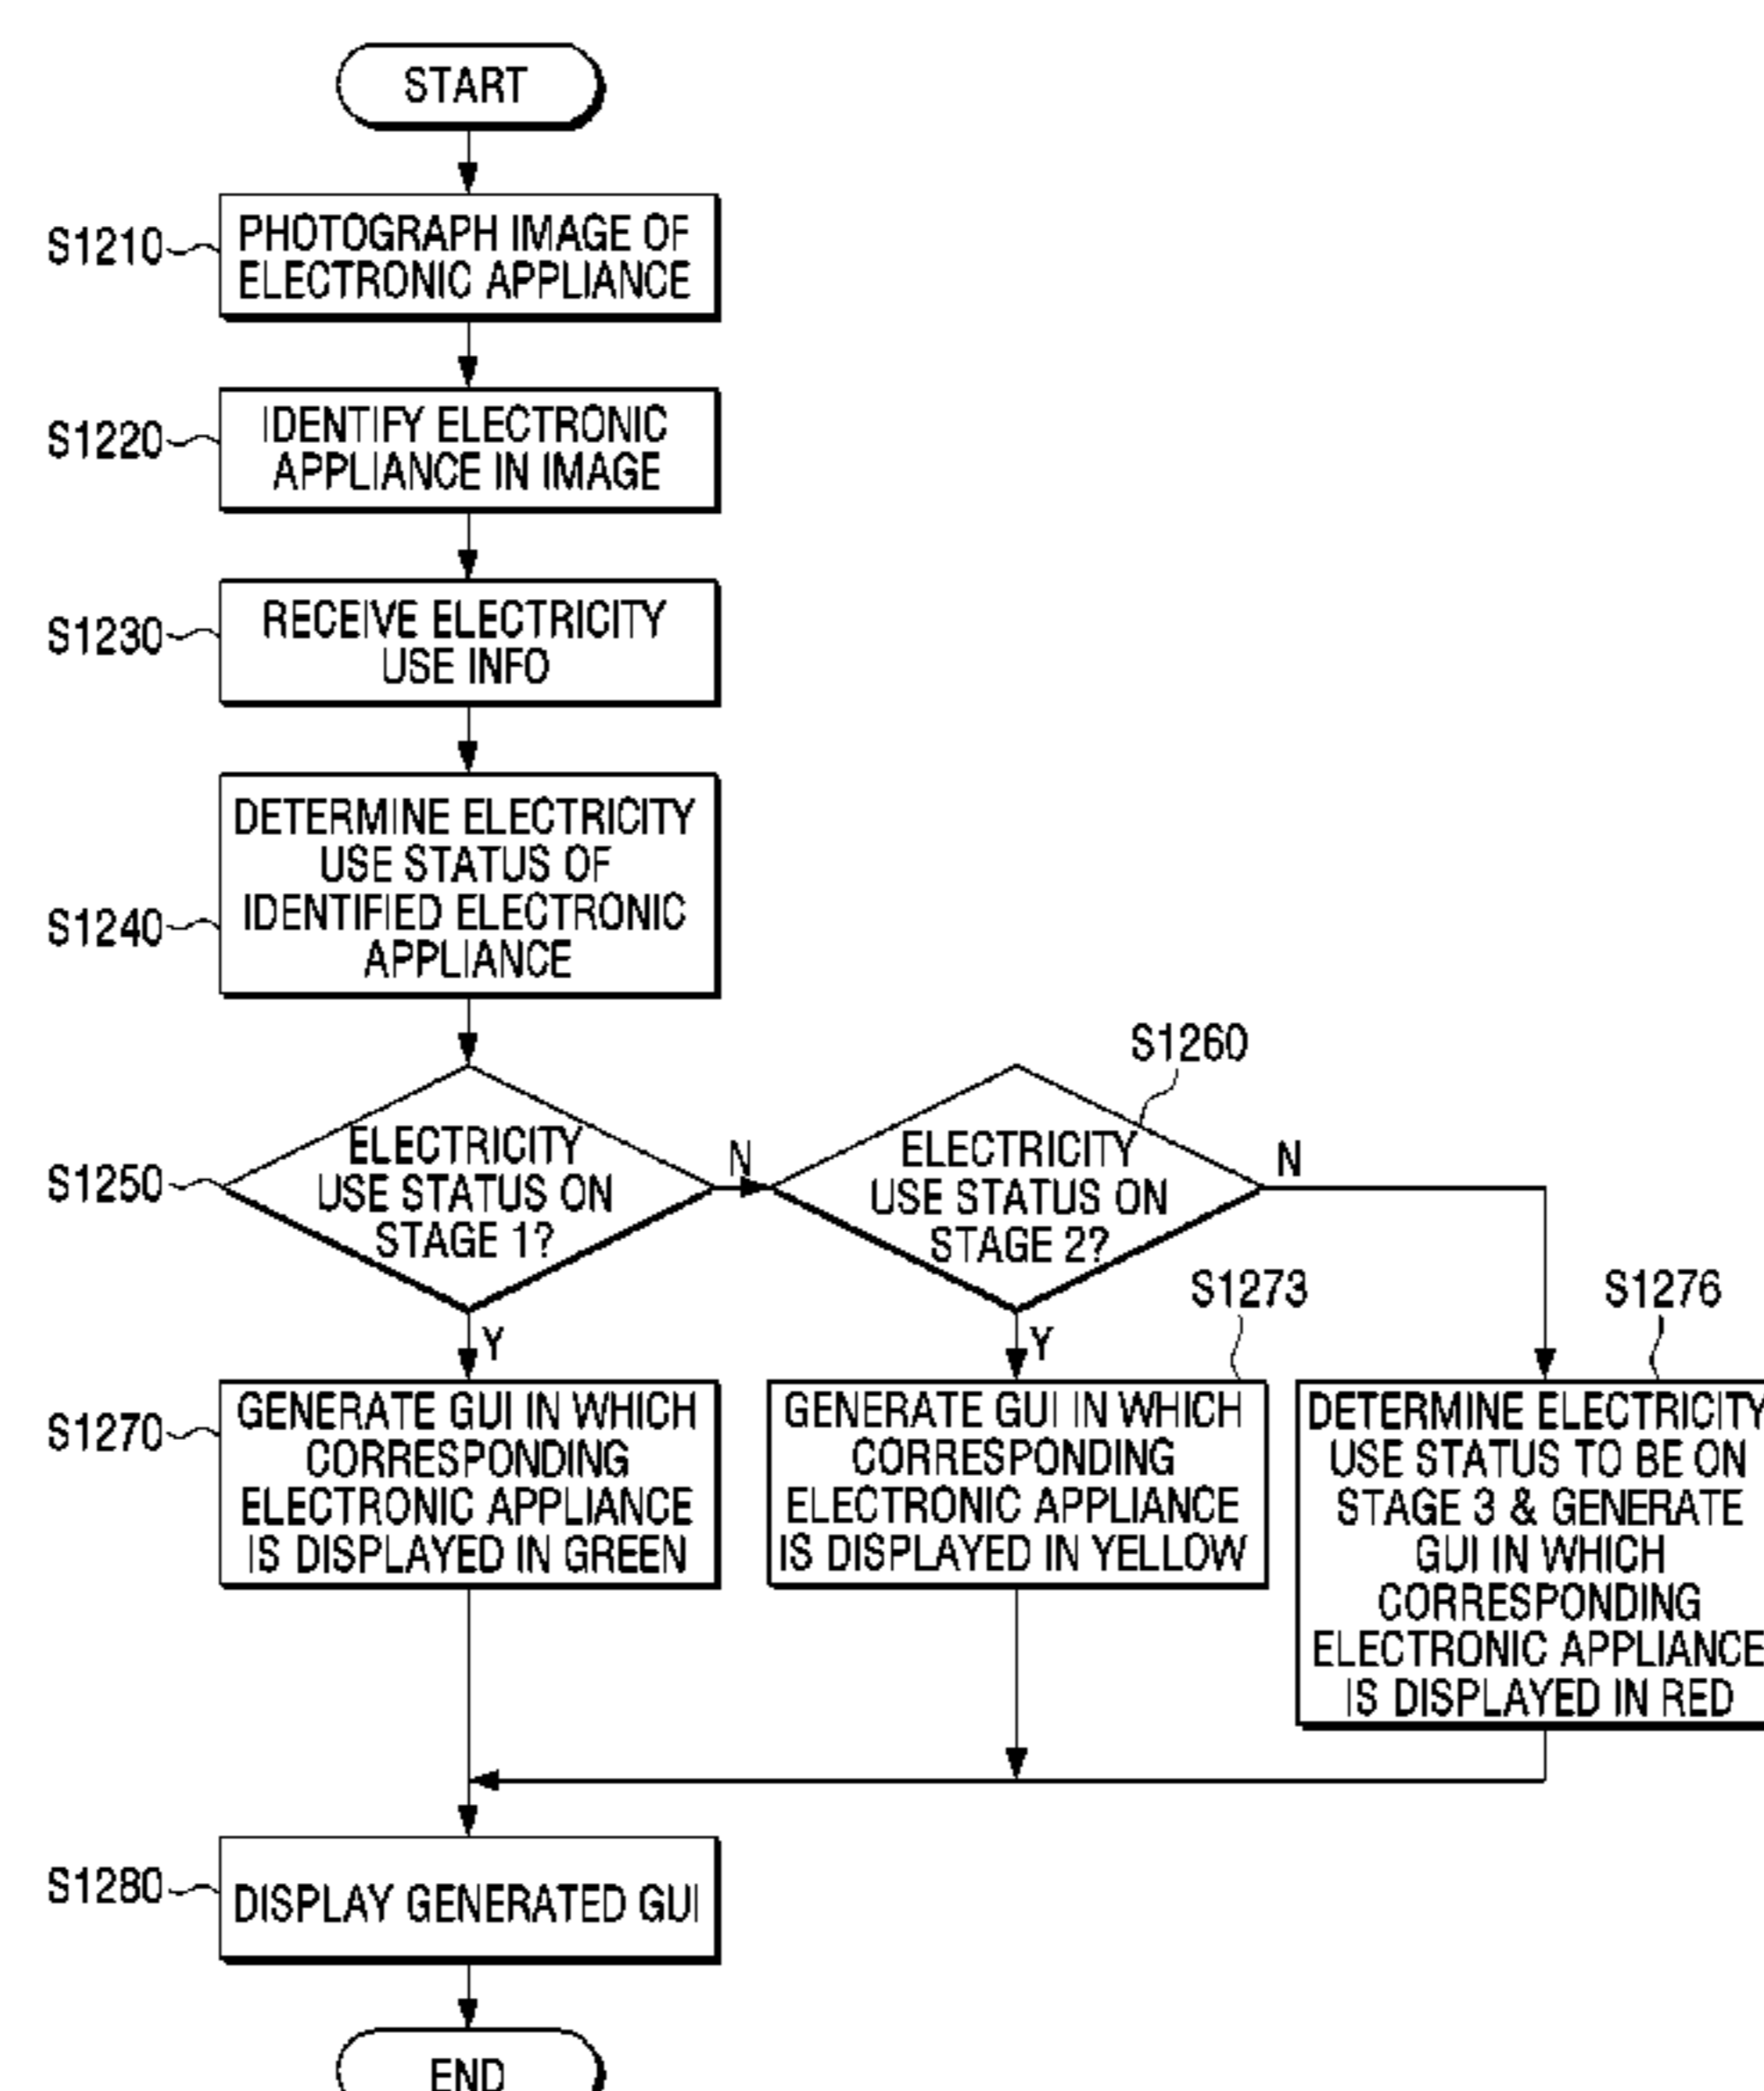 START
S1210
PHOTOGRAPH IMAGE OF
ELECTRONIC APPLIANCE
S1220
IDENTIFY ELECTRONIC
APPLIANCE IN IMAGE
S1230
RECEIVE ELECTRICITY
USE INFO
S1240
DETERMINE ELECTRICITY
USE STATUS OF
IDENTIFIED ELECTRONIC
APPLIANCE
S1250
ELECTRICITY
USE STATUS ON
STAGE 1?
N
Y
S1260
ELECTRICITY
USE STATUS ON
STAGE 2?
N
Y
S1270
GENERATE GUI IN WHICH
CORRESPONDING
ELECTRONIC APPLIANCE
IS DISPLAYED IN GREEN
S1273
GENERATE GUI IN WHICH
CORRESPONDING
ELECTRONIC APPLIANCE
IS DISPLAYED IN YELLOW
S1276
DETERMINE ELECTRICITY
USE STATUS TO BE ON
STAGE 3 & GENERATE
GUI IN WHICH
CORRESPONDING
ELECTRONIC APPLIANCE
IS DISPLAYED IN RED
S1280
DISPLAY GENERATED GUI
END